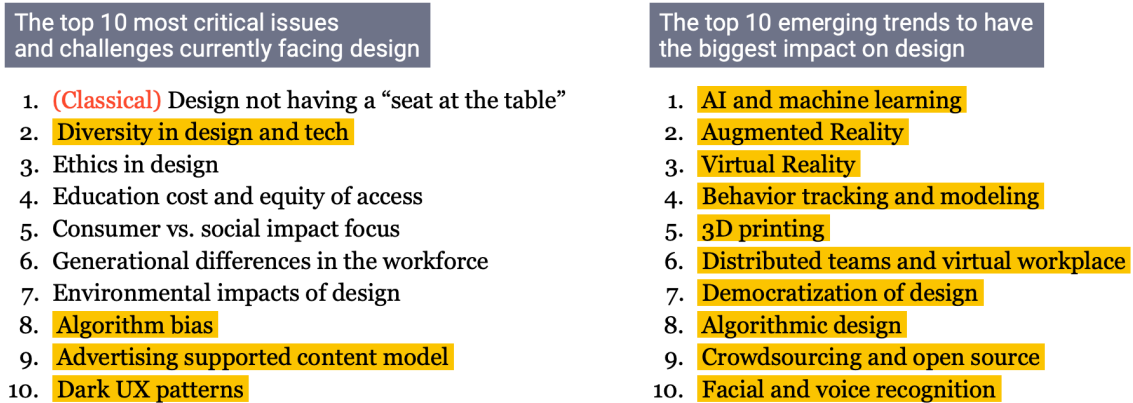 The top 10 most critical issues
and challenges currently facing design
1. (Classical) Design not having a “seat at the table”
2. Diversity in design and tech
3. Ethics in design
4. Education cost and equity of access
5. Consumer vs. social impact focus
6. Generational differences in the workforce
7. Environmental impacts of design
8. Algorithm bias
9. Advertising supported content model
10. Dark UX patterns
The top 10 emerging trends to have
the biggest impact on design
1. AI and machine learning
2. Augmented Reality
3. Virtual Reality
4. Behavior tracking and modeling
5. 3D printing
6. Distributed teams and virtual workplace
7. Democratization of design
8. Algorithmic design
9. Crowdsourcing and open source
10. Facial and voice recognition